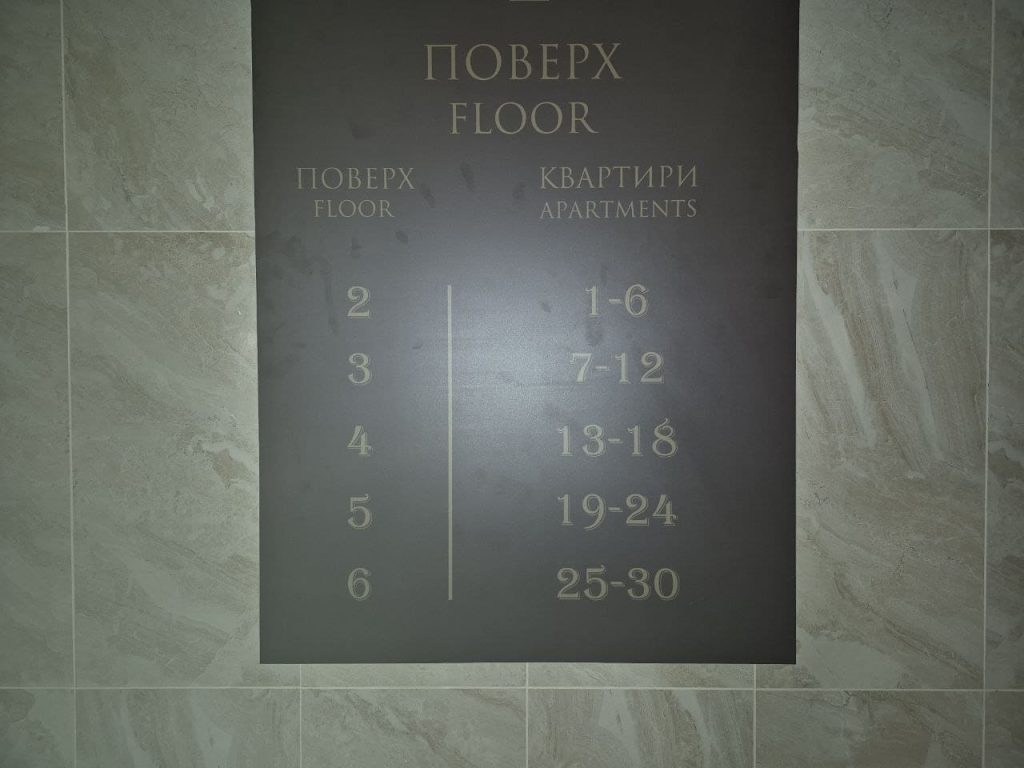 ПОВЕРХ
FLOOR
ПОВЕРХ КВАРТИРИ
FLOOR APARTMENTS
2 1-6
3 7-12
4 13-18
5 19-24
6 25-30